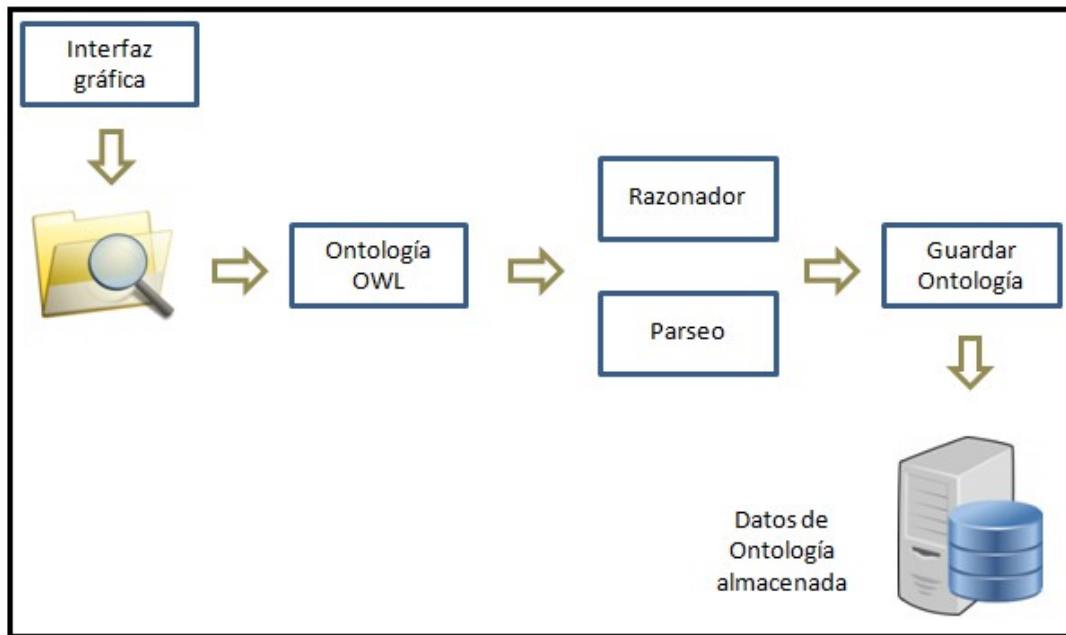 Interfaz
gráfica
Ontología
OWL
Razonador
Parseo
Guardar
Ontología
Datos de
Ontología
almacenada